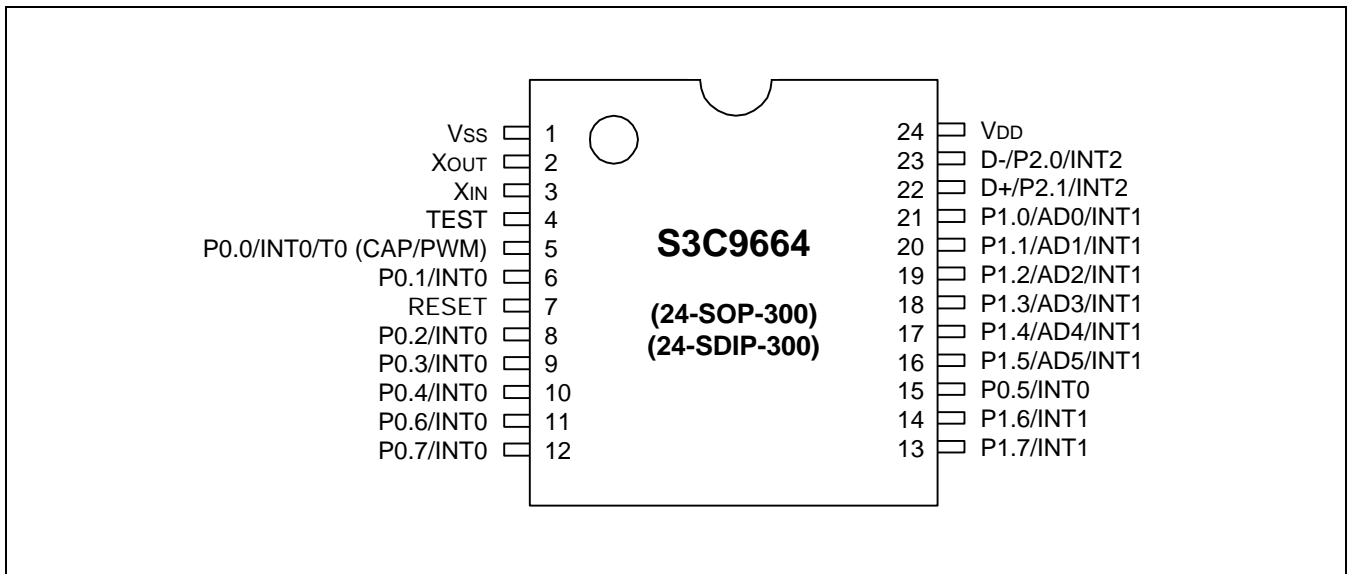 VSS 1
XOUT 2
XIN 3
TEST 4
P0.0/INT0/T0 (CAP/PWM) 5
P0.1/INT0 6
RESET 7
P0.2/INT0 8
P0.3/INT0 9
P0.4/INT0 10
P0.6/INT0 11
P0.7/INT0 12
S3C9664
(24-SOP-300)
(24-SDIP-300)
24 VDD
23 D-/P2.0/INT2
22 D+/P2.1/INT2
21 P1.0/AD0/INT1
20 P1.1/AD1/INT1
19 P1.2/AD2/INT1
18 P1.3/AD3/INT1
17 P1.4/AD4/INT1
16 P1.5/AD5/INT1
15 P0.5/INT0
14 P1.6/INT1
13 P1.7/INT1